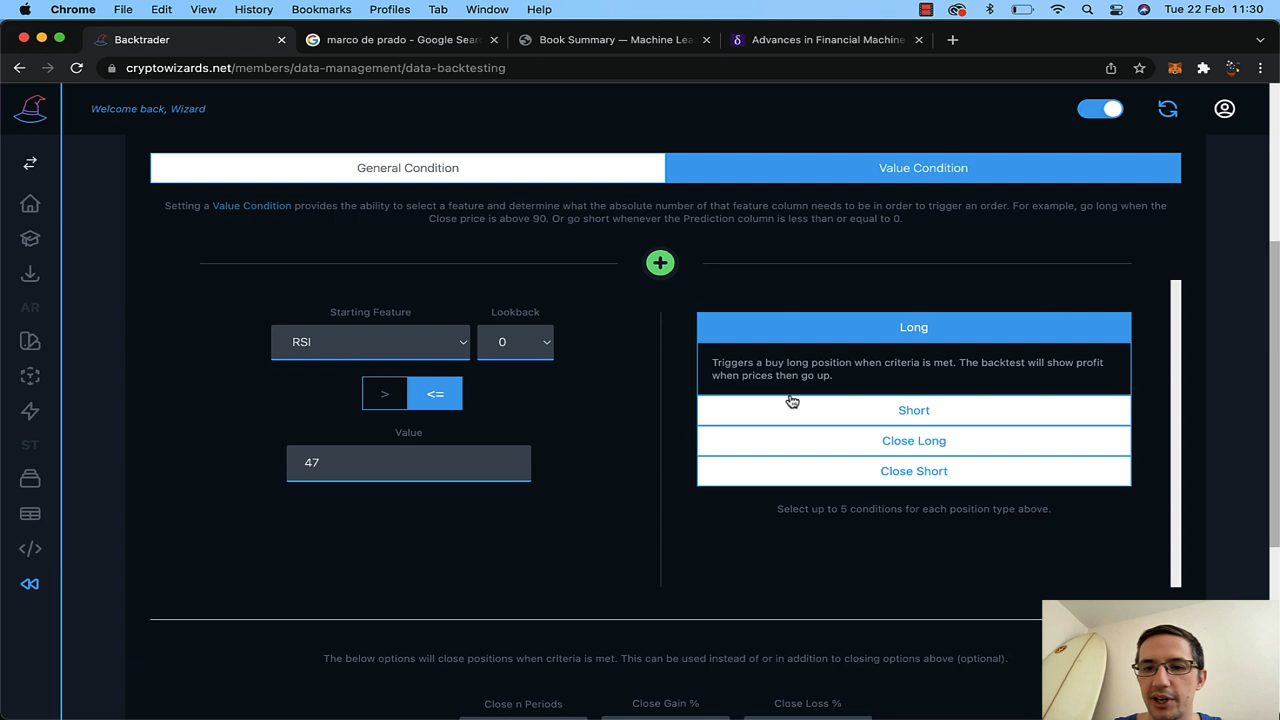 Chrome File Edit View History Bookmarks Profiles Tab Window Help Tue 22 Feb 11:30
Backtrader marco de prado - Google Sear Book Summary — Machine Lea Advances in Financial Machine
cryptowizards.net/members/data-management/data-backtesting
Welcome back, Wizard
General Condition Value Condition
Setting a Value Condition provides the ability to select a feature and determine what the absolute number of that feature column needs to be in order to trigger an order. For example, go long when the
Close price is above 90. Or go short whenever the Prediction column is less than or equal to 0.
Starting Feature Lookback
RSI 0
Long
Triggers a buy long position when criteria is met. The backtest will show profit
when prices then go up.
> <=
Short
Value
Close Long
47
Close Short
Select up to 5 conditions for each position type above.
AR
ST
The below options will close positions when criteria is met. This can be used instead of or in addition to closing options above (optional).
Close n Periods Close Gain % Close Loss %